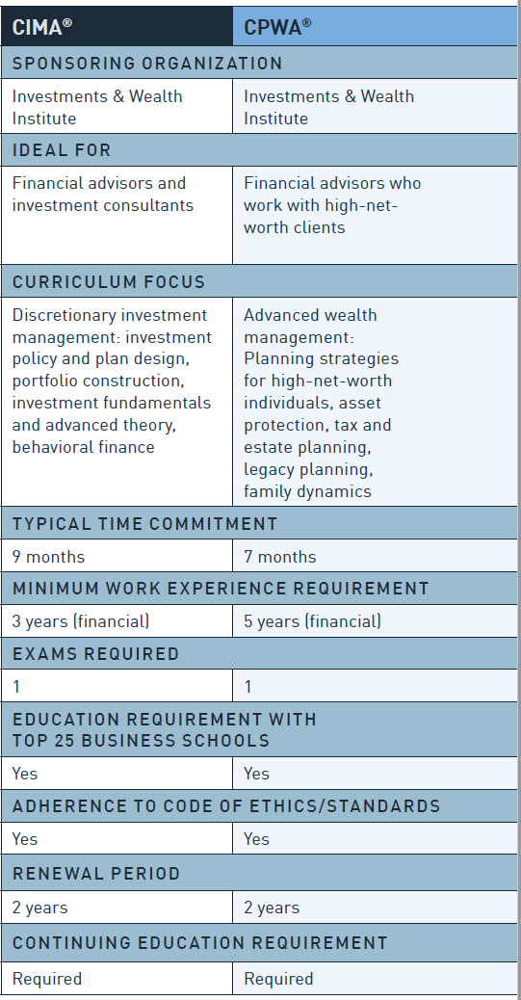 CIMA® CPWA®
SPONSORING ORGANIZATION
Investments & Wealth
Institute
Investments & Wealth
Institute
IDEAL FOR
Financial advisors and
investment consultants
Financial advisors who
work with high-net-
worth clients
CURRICULUM FOCUS
Discretionary investment
management: investment
policy and plan design,
portfolio construction,
investment fundamentals
and advanced theory,
behavioral finance
Advanced wealth
management:
Planning strategies
for high-net-worth
individuals, asset
protection, tax and
estate planning,
legacy planning,
family dynamics
TYPICAL TIME COMMITMENT
9 months 7 months
MINIMUM WORK EXPERIENCE REQUIREMENT
3 years (financial) 5 years (financial)
EXAMS REQUIRED
1 1
EDUCATION REQUIREMENT WITH
TOP 25 BUSINESS SCHOOLS
Yes Yes
ADHERENCE TO CODE OF ETHICS/STANDARDS
Yes Yes
RENEWAL PERIOD
2 years 2 years
CONTINUING EDUCATION REQUIREMENT
Required Required